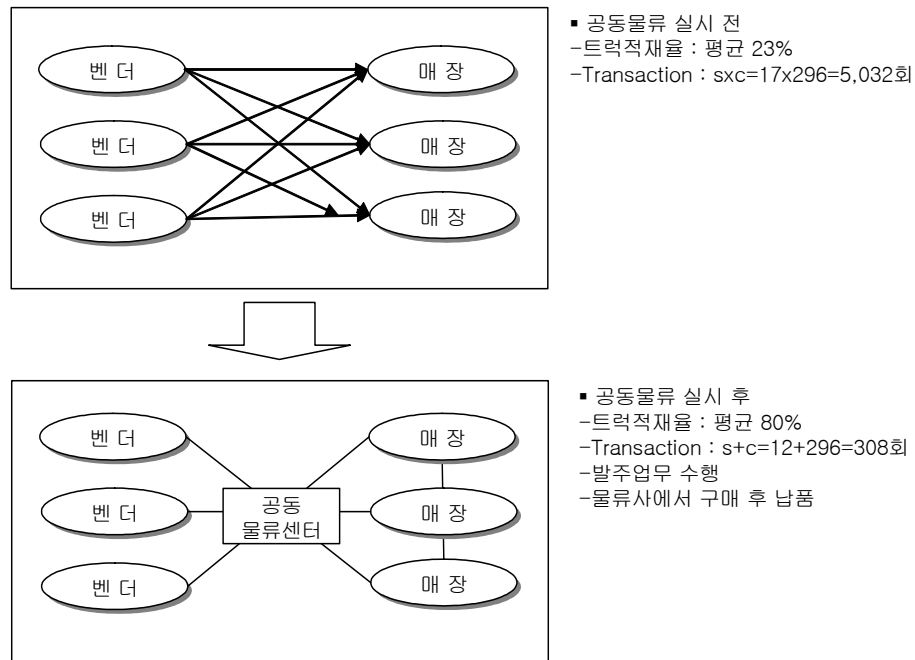 벤 더
매 장
벤 더
매 장
벤 더
매 장
▪ 공동물류 실시 전
-트럭적재율 : 평균 23%
-Transaction : sxc=17x296=5,032회
벤 더
매 장
벤 더
공동
물류센터
매 장
벤 더
매 장
▪ 공동물류 실시 후
-트럭적재율 : 평균 80%
-Transaction : s+c=12+296=308회
-발주업무 수행
-물류사에서 구매 후 납품